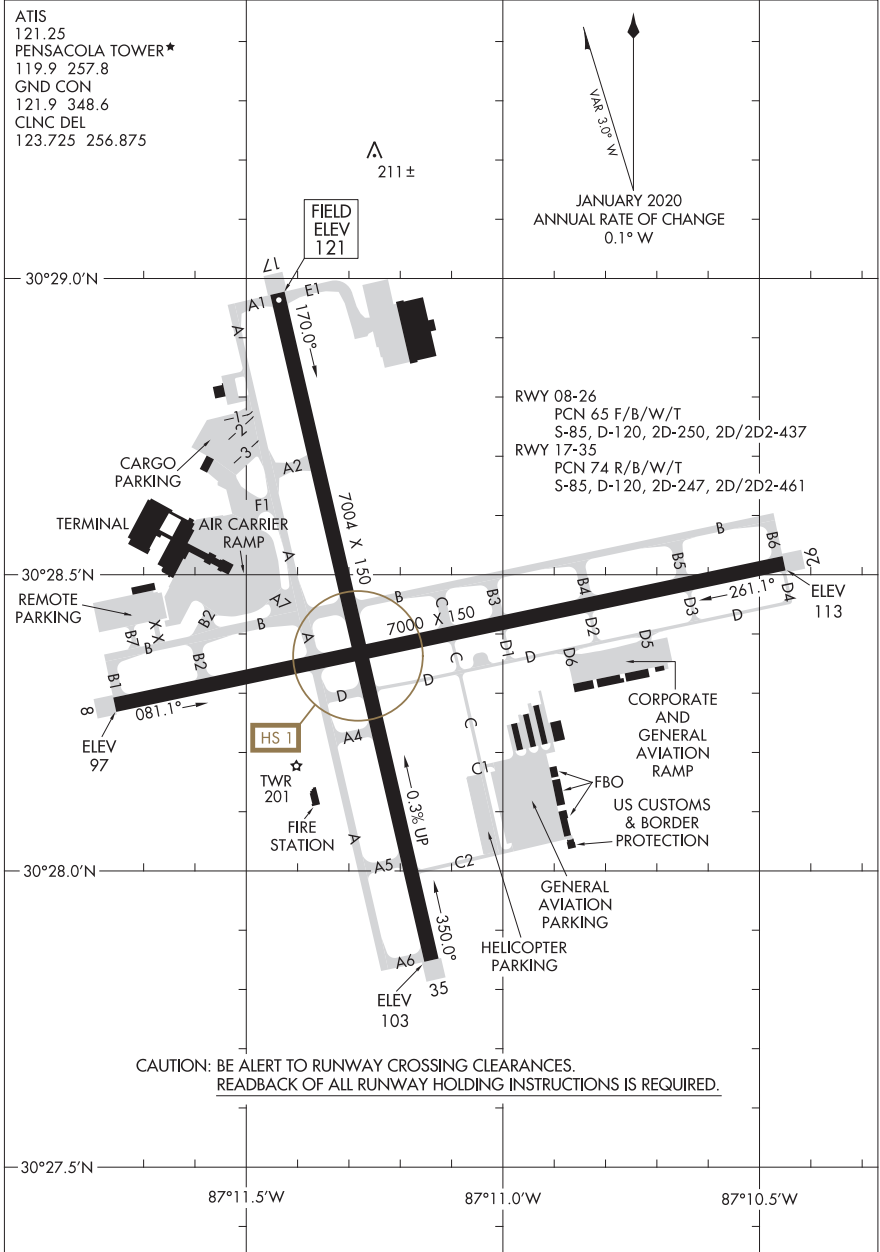 ATIS
121.25
PENSACOLA TOWER★
119.9 257.8
GND CON
121.9 348.6
CLNC DEL
123.725 256.875
211±
VAR 3.0° W
JANUARY 2020
ANNUAL RATE OF CHANGE
0.1° W
FIELD
ELEV
121
17
30°29.0'N
A1
E1
A
170.0°
RWY 08-26
PCN 65 F/B/W/T
S-85, D-120, 2D-250, 2D/2D2-437
RWY 17-35
PCN 74 R/B/W/T
S-85, D-120, 2D-247, 2D/2D2-461
1
2
3
CARGO
PARKING
A2
7004 X 150
F1
TERMINAL
AIR CARRIER
RAMP
A
B
B6
26
30°28.5'N
B5
261.1°
ELEV
113
REMOTE
PARKING
A7
B
C
B3
B4
D3
D
D4
X X
B7
B
B2
B
A
7000 X 150
D2
B2
C
D1
D
D6
D5
B1
8
081.1°
D
D
ELEV
97
HS 1
A4
C
CORPORATE
AND
GENERAL
AVIATION
RAMP
TWR
201
C1
FBO
0.3% UP
US CUSTOMS
& BORDER
PROTECTION
FIRE
STATION
A
30°28.0'N
A5
C2
GENERAL
AVIATION
PARKING
350.0°
HELICOPTER
PARKING
A6
35
ELEV
103
CAUTION: BE ALERT TO RUNWAY CROSSING CLEARANCES.
READBACK OF ALL RUNWAY HOLDING INSTRUCTIONS IS REQUIRED.
30°27.5'N
87°11.5'W
87°11.0'W
87°10.5'W